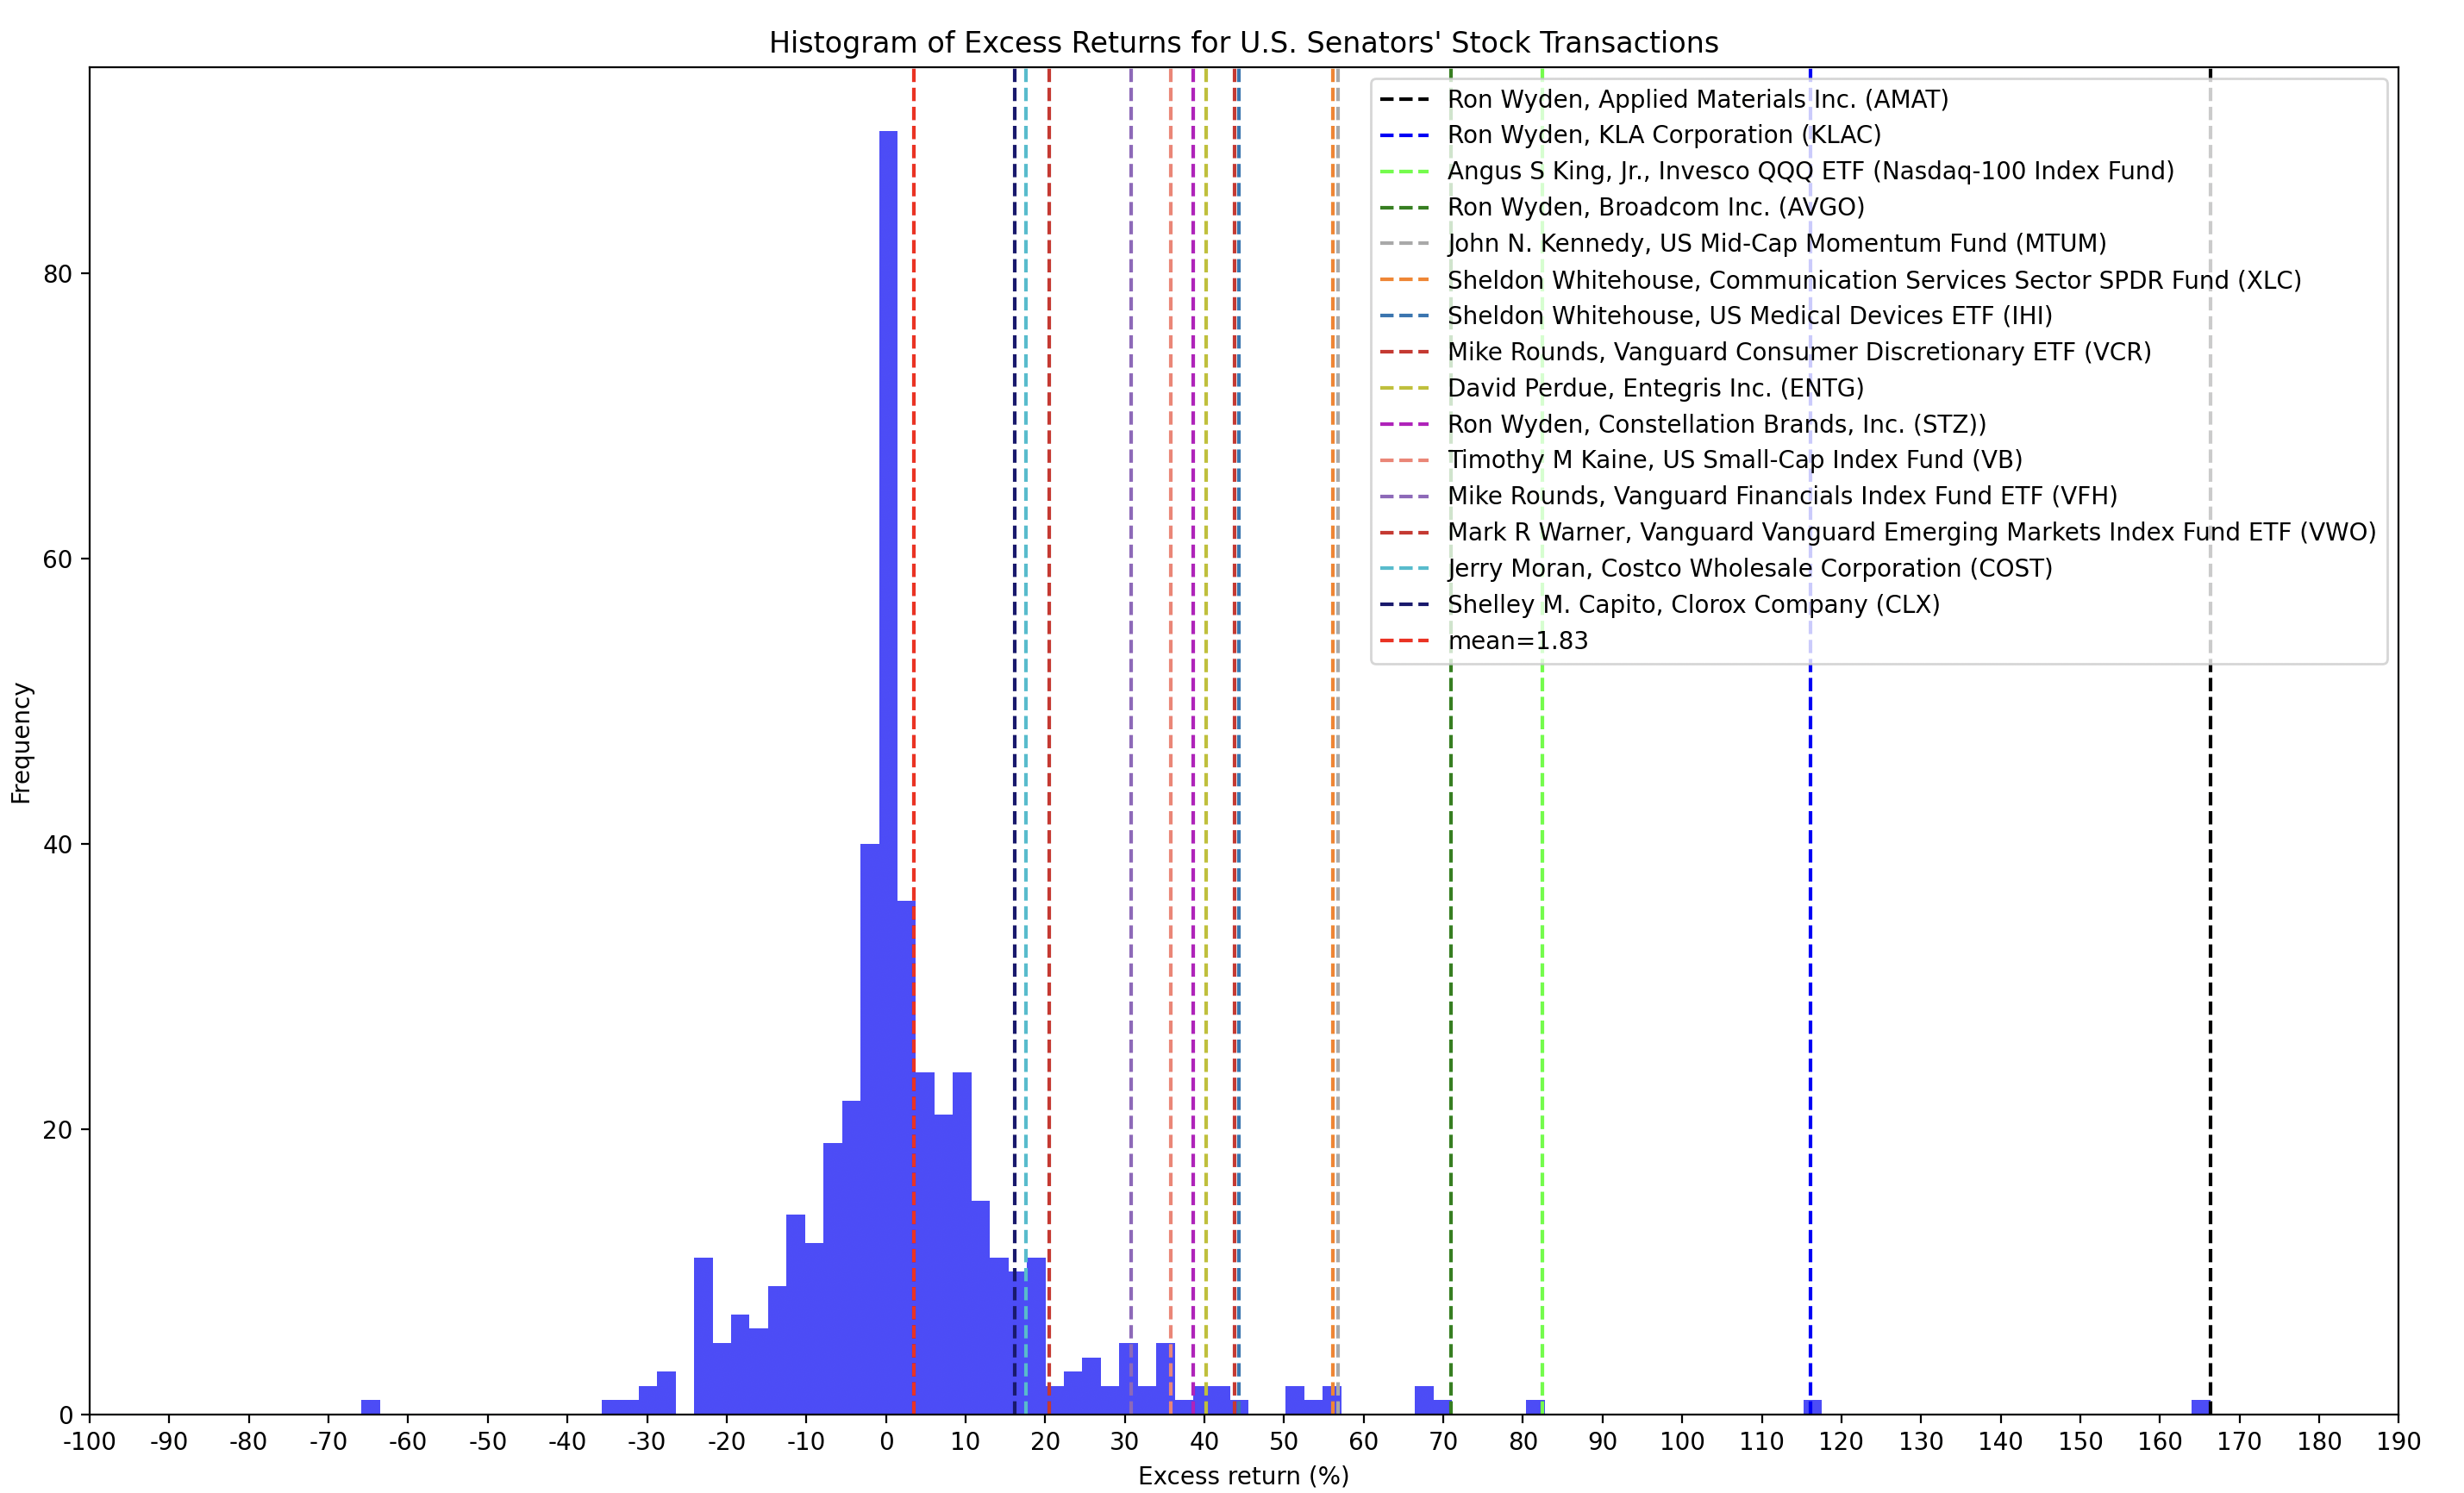 Histogram of Excess Returns for U.S. Senators' Stock Transactions
Ron Wyden, Applied Materials Inc. (AMAT)
Ron Wyden, KLA Corporation (KLAC)
Angus S King, Jr., Invesco QQQ ETF (Nasdaq-100 Index Fund)
Ron Wyden, Broadcom Inc. (AVGO)
John N. Kennedy, US Mid-Cap Momentum Fund (MTUM)
Sheldon Whitehouse, Communication Services Sector SPDR Fund (XLC)
Sheldon Whitehouse, US Medical Devices ETF (IHI)
Mike Rounds, Vanguard Consumer Discretionary ETF (VCR)
David Perdue, Entegris Inc. (ENTG)
Ron Wyden, Constellation Brands, Inc. (STZ))
Timothy M Kaine, US Small-Cap Index Fund (VB)
Mike Rounds, Vanguard Financials Index Fund ETF (VFH)
Mark R Warner, Vanguard Vanguard Emerging Markets Index Fund ETF (VWO)
Jerry Moran, Costco Wholesale Corporation (COST)
Shelley M. Capito, Clorox Company (CLX)
mean=1.83
80
60
40
20
0
Frequency
-100 -90 -80 -70 -60 -50 -40 -30 -20 -10 0 10 20 30 40 50 60 70 80 90 100 110 120 130 140 150 160 170 180 190
Excess return (%)